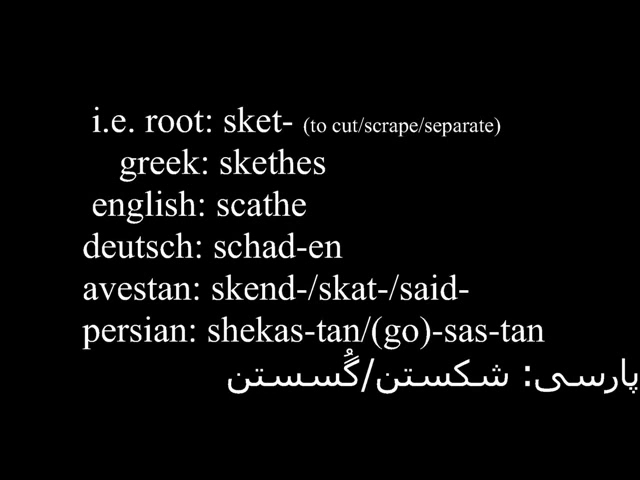 i.e. root: sket- (to cut/scrape/separate)
greek: skethes
english: scathe
deutsch: schad-en
avestan: skend-/skat-/said-
persian: shekas-tan/(go)-sas-tan
پارسی: شکستن/گُسستن